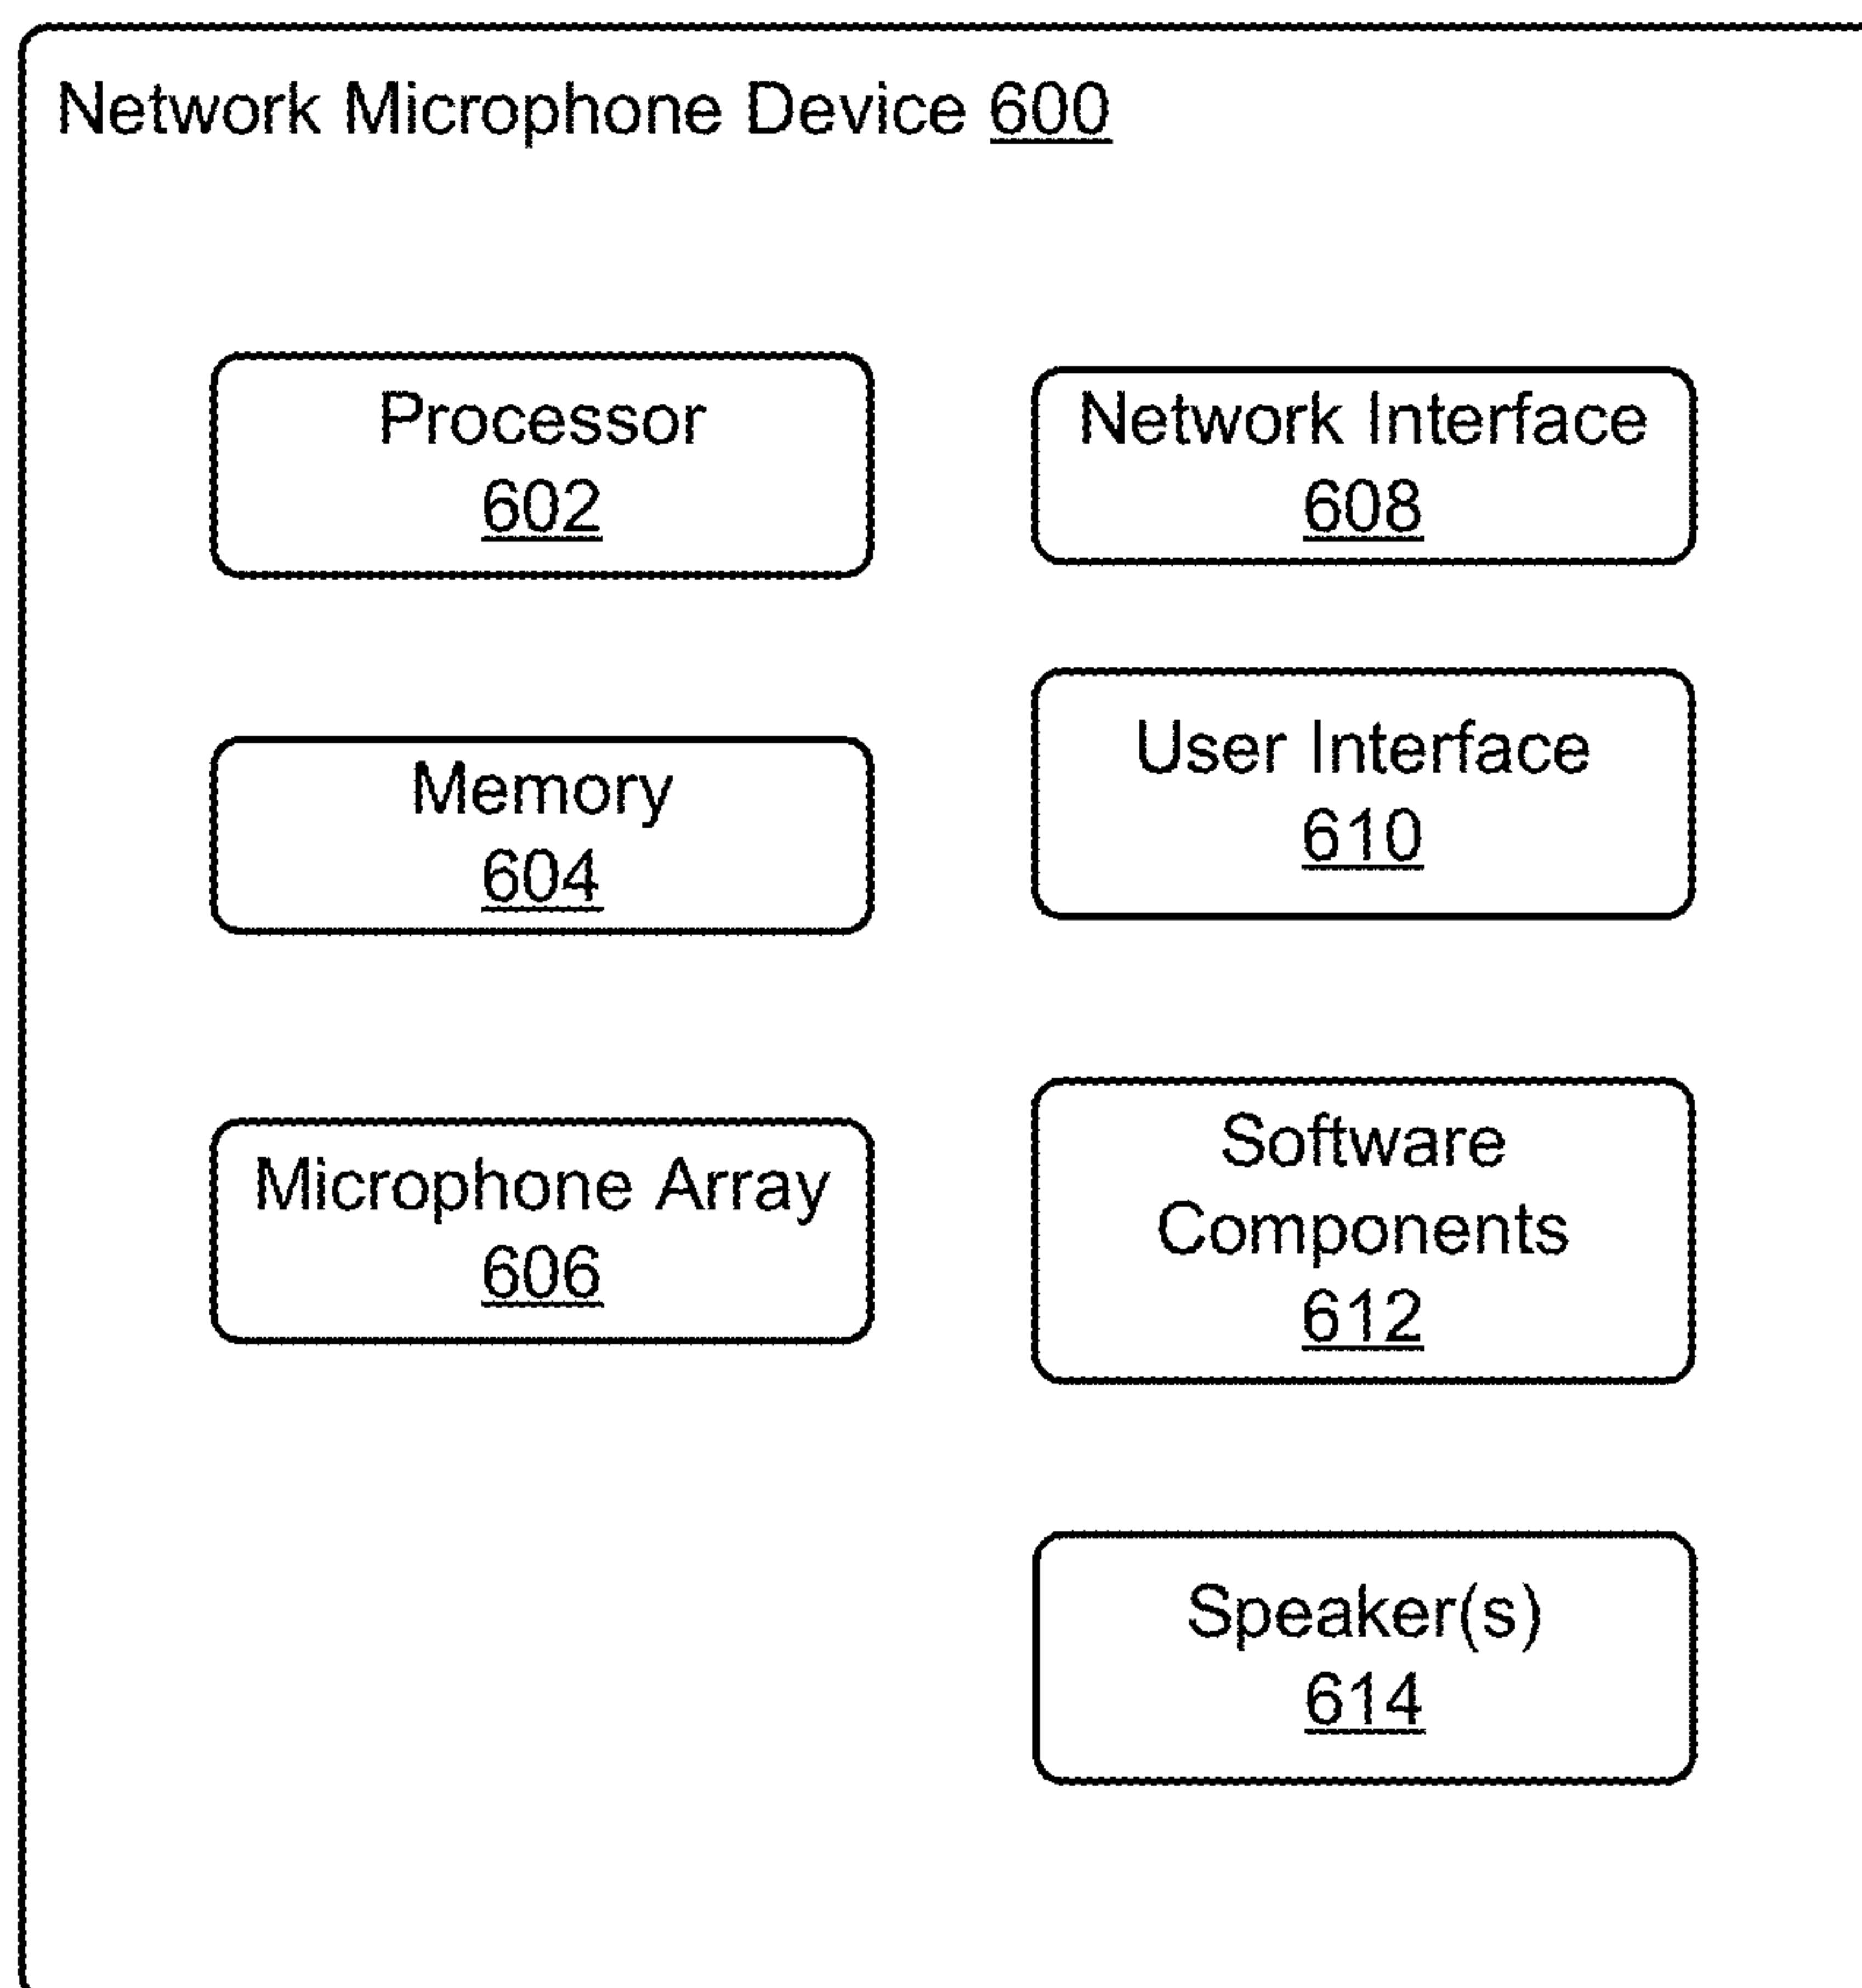 Network Microphone Device 600
Processor
602
Memory
604
Microphone Array
606
Network Interface
608
User Interface
610
Software
Components
612
Speaker(s)
614